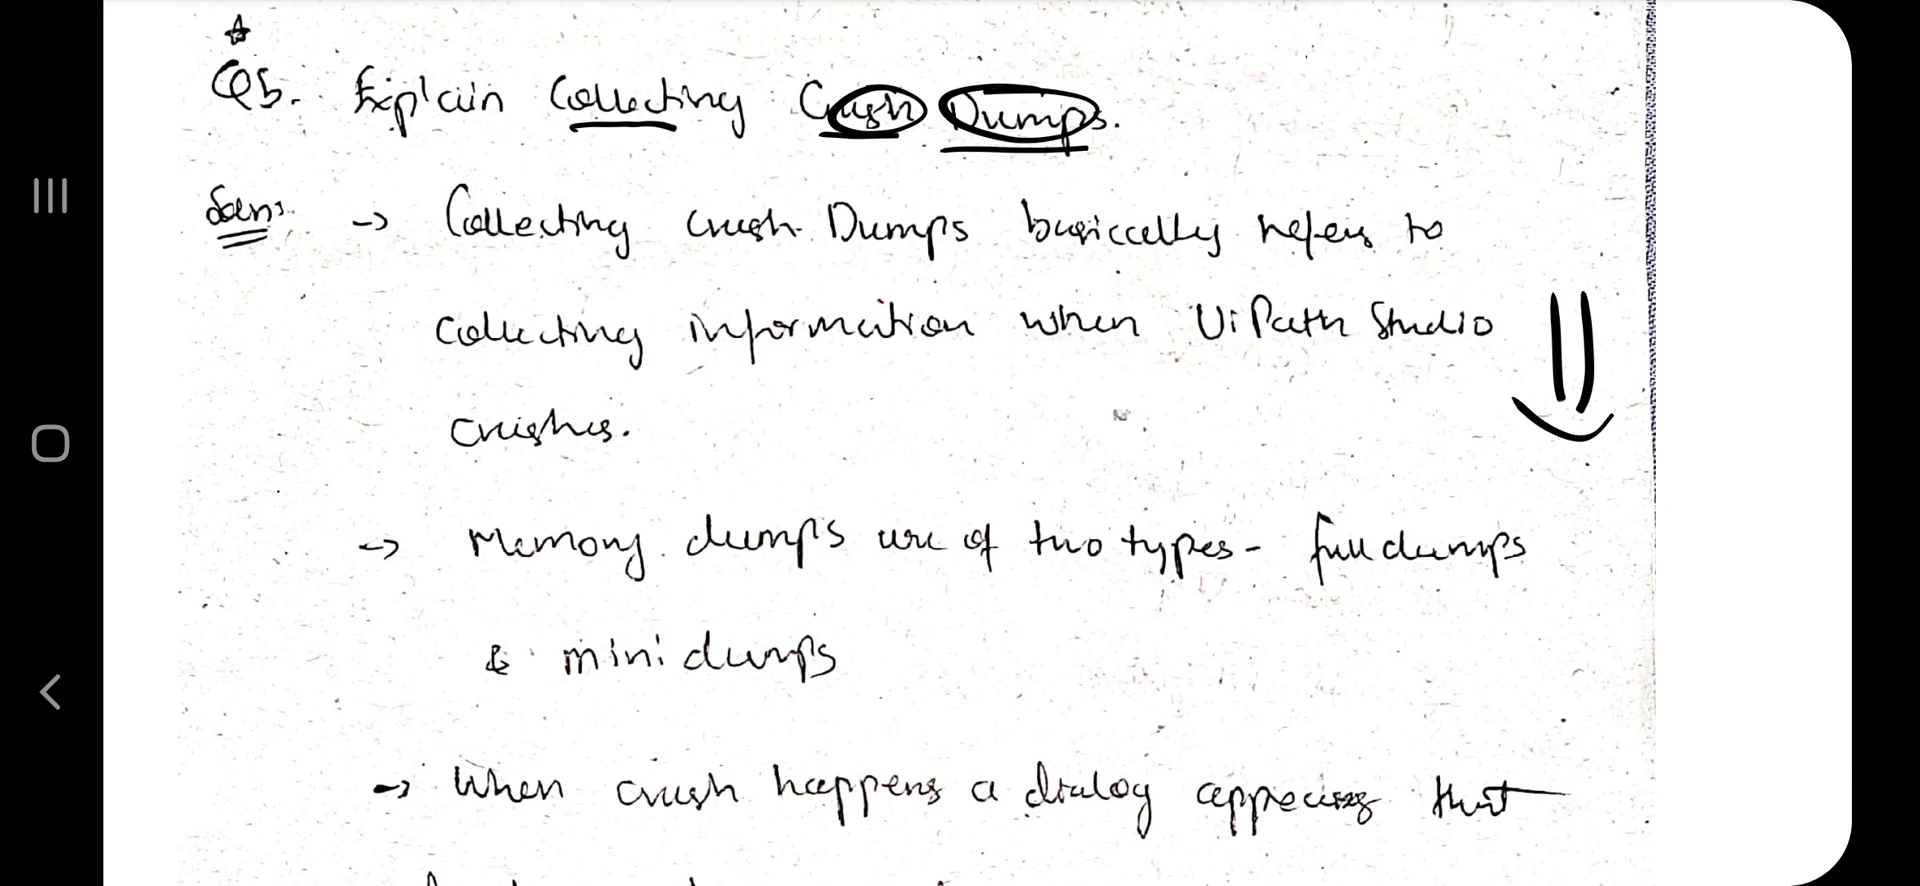 Q5. Explain Collecting Crash Dumps.
Soln: -> Collecting crash Dumps basically refers to
collecting information when UiPath Studio
crashes.
-> Memory dumps are of two types - full dumps
& mini dumps
-> When crash happens a dialog appears that